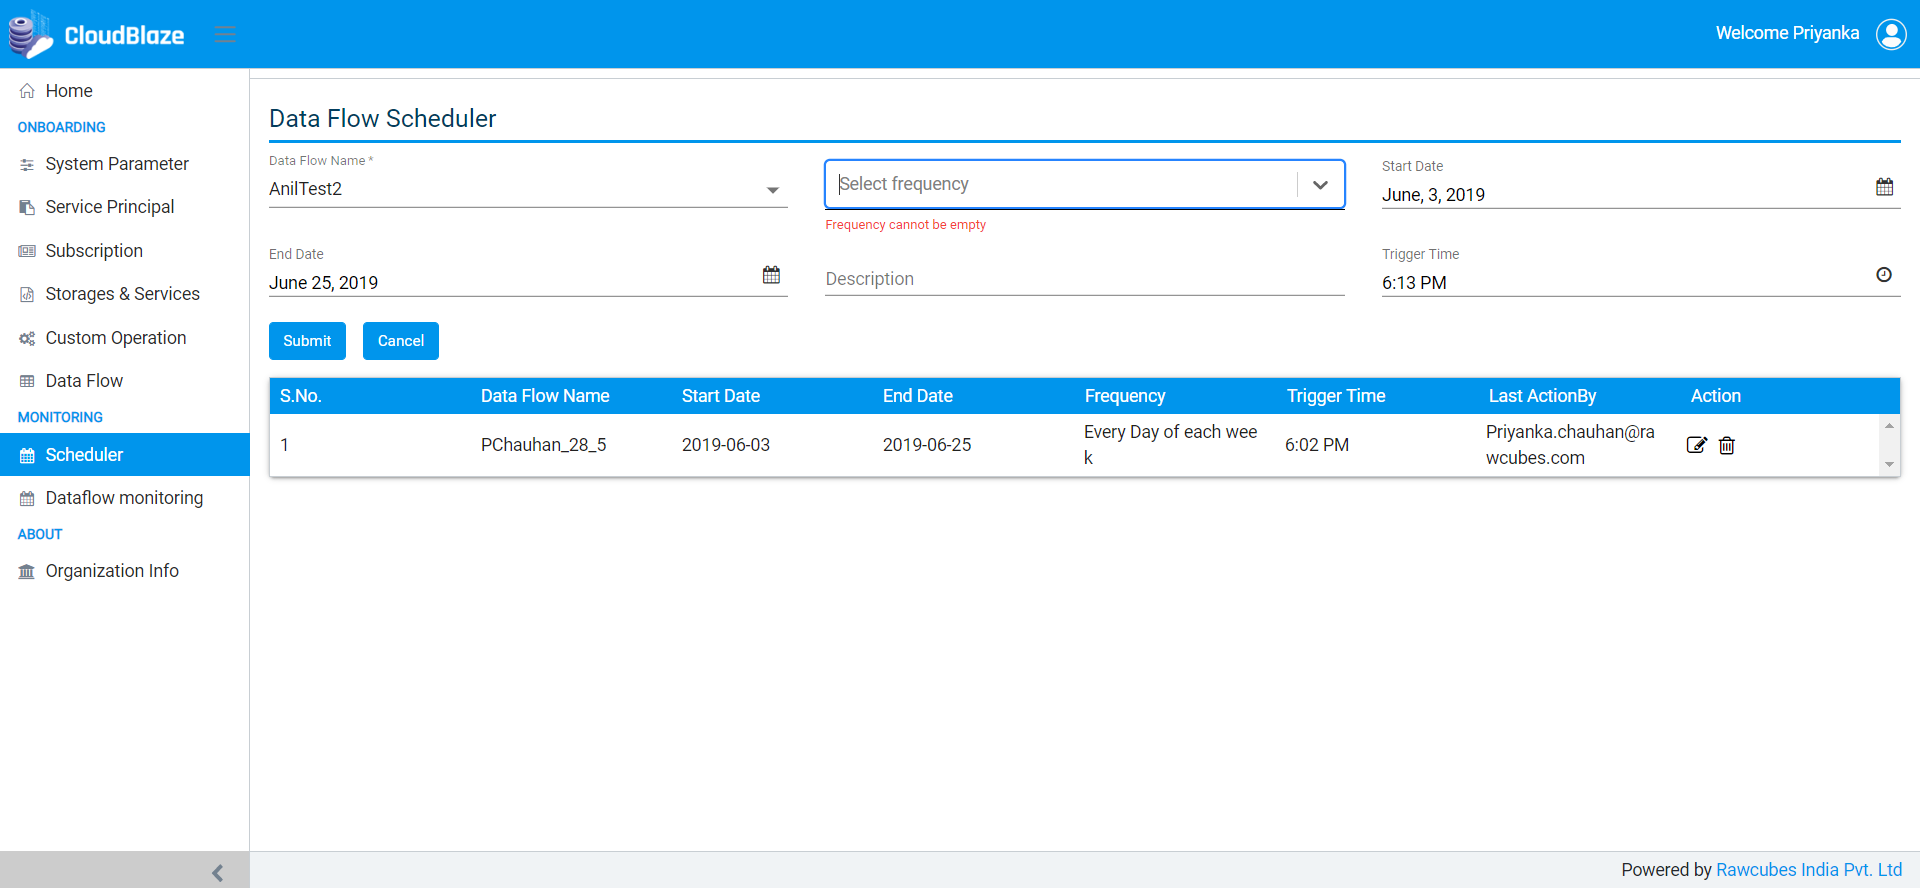 CloudBlaze
Welcome Priyanka
Home
ONBOARDING
System Parameter
Service Principal
Subscription
Storages & Services
Custom Operation
Data Flow
MONITORING
Scheduler
Dataflow monitoring
ABOUT
Organization Info
Data Flow Scheduler
Data Flow Name *
AnilTest2
Select frequency
Frequency cannot be empty
Start Date
June, 3, 2019
End Date
June 25, 2019
Description
Trigger Time
6:13 PM
Submit Cancel
S.No. Data Flow Name Start Date End Date Frequency Trigger Time Last ActionBy Action
1 PChauhan_28_5 2019-06-03 2019-06-25 Every Day of each wee 6:02 PM Priyanka.chauhan@ra
k wcubes.com
Powered by Rawcubes India Pvt. Ltd